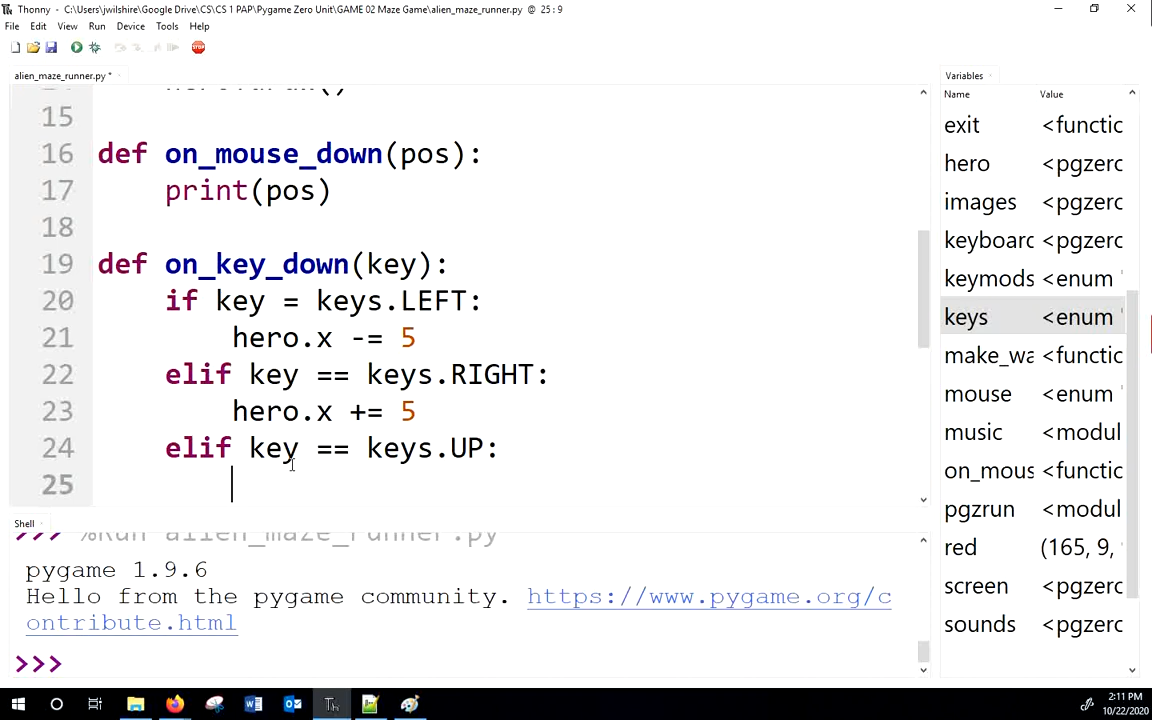 Thonny - C:\Users\jwilshire\Google Drive\CS\CS 1 PAP\Pygame Zero Unit\GAME 02 Maze Game\alien_maze_runner.py @ 25 : 9
File Edit View Run Device Tools Help
alien_maze_runner.py *
15
16 def on_mouse_down(pos):
17 print(pos)
18
19 def on_key_down(key):
20 if key = keys.LEFT:
21 hero.x -= 5
22 elif key == keys.RIGHT:
23 hero.x += 5
24 elif key == keys.UP:
25
Shell
>>> %Run alien_maze_runner.py
pygame 1.9.6
Hello from the pygame community. https://www.pygame.org/c
ontribute.html
>>>
Variables
Name Value
exit <functic
hero <pgzerc
images <pgzerc
keyboarc <pgzerc
keymods <enum '
keys <enum '
make_wa <functic
mouse <enum '
music <modul
on_mous <functic
pgzrun <modul
red (165, 9, '
screen <pgzerc
sounds <pgzerc
2:11 PM
10/22/2020